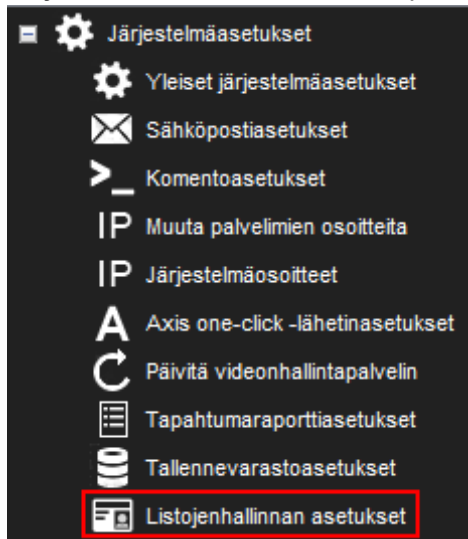 Järjestelmäasetukset
Yleiset järjestelmäasetukset
Sähköpostiasetukset
>_ Komentoasetukset
IP Muuta palvelimien osoitteita
IP Järjestelmäosoitteet
A Axis one-click -lähetinasetukset
Päivitä videonhallintapalvelin
Tapahtumaraporttiasetukset
Tallennevarastoasetukset
Listojenhallinnan asetukset